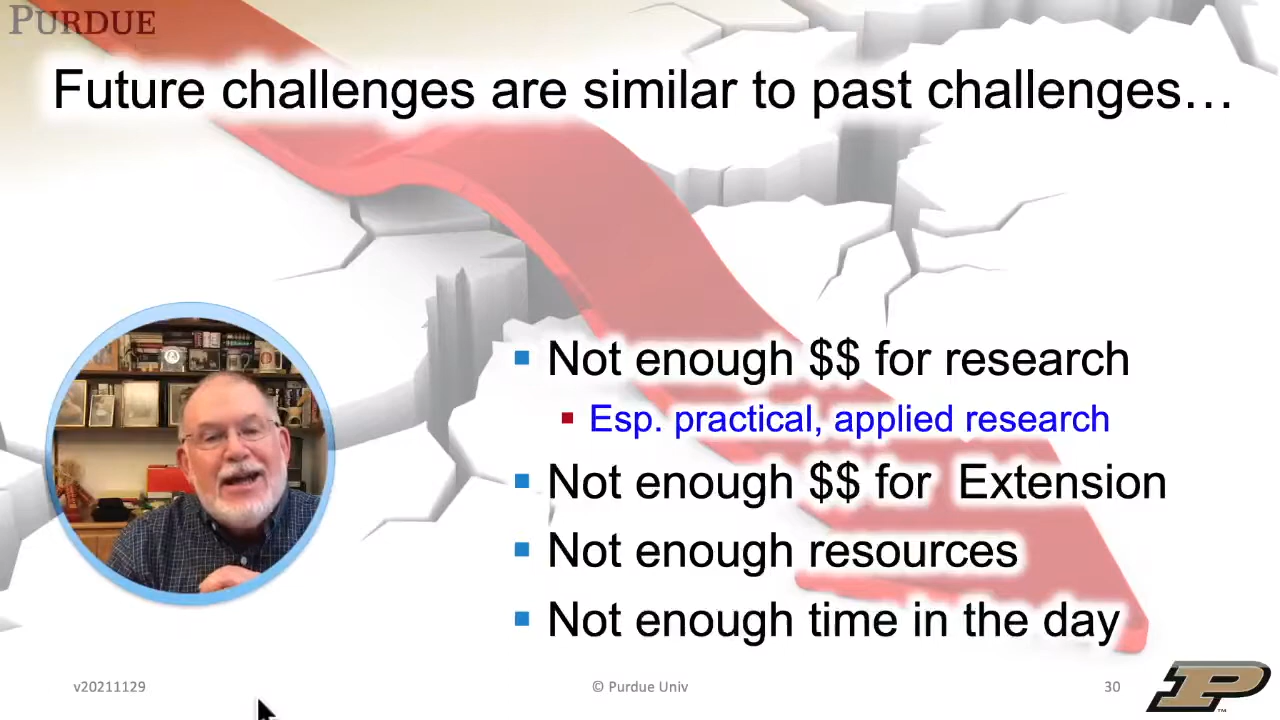 PURDUE
Future challenges are similar to past challenges…
Not enough $$ for research
Esp. practical, applied research
Not enough $$ for Extension
Not enough resources
Not enough time in the day
v20211129
© Purdue Univ
30
P
TM